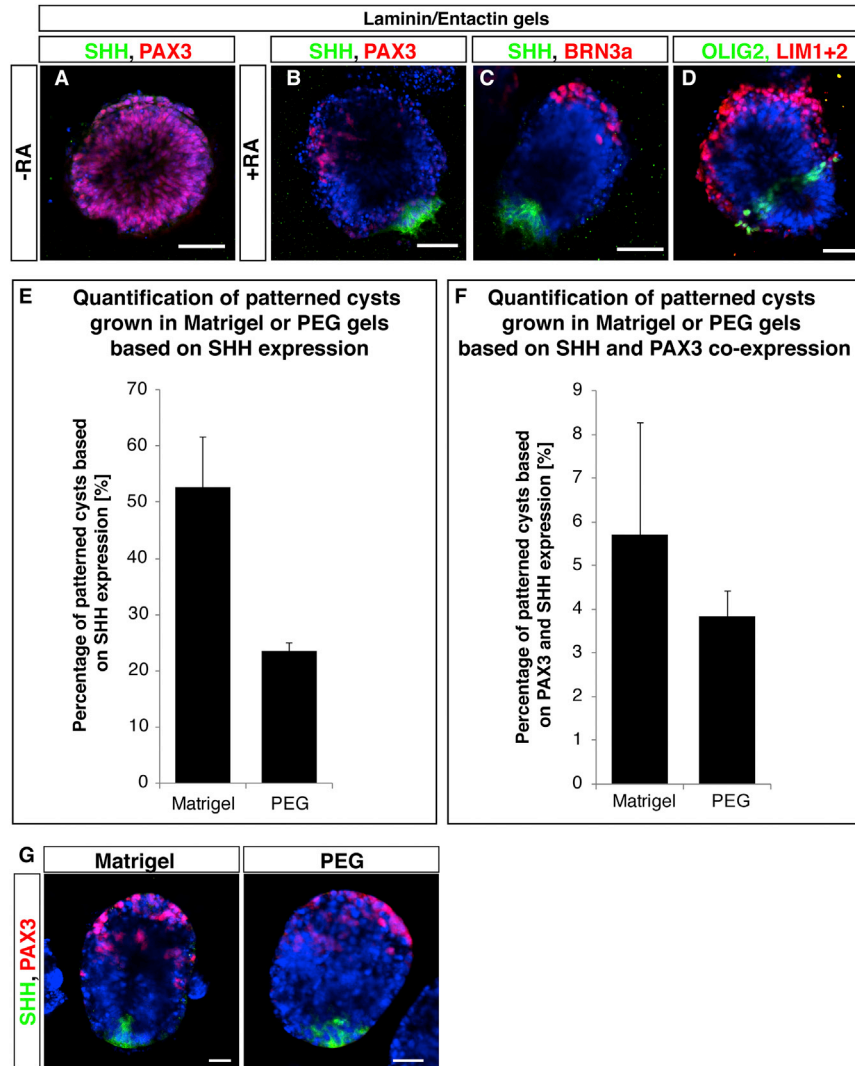 Laminin/Entactin gels
SHH, PAX3
SHH, PAX3
SHH, BRN3a
OLIG2, LIM1+2
-RA
A
+RA
B
C
D
E
Quantification of patterned cysts
grown in Matrigel or PEG gels
based on SHH expression
Percentage of patterned cysts based
on SHH expression [%]
70
60
50
40
30
20
10
0
Matrigel
PEG
F
Quantification of patterned cysts
grown in Matrigel or PEG gels
based on SHH and PAX3 co-expression
Percentage of patterned cysts based
on PAX3 and SHH expression [%]
9
8
7
6
5
4
3
2
1
0
Matrigel
PEG
G
Matrigel
PEG
SHH, PAX3